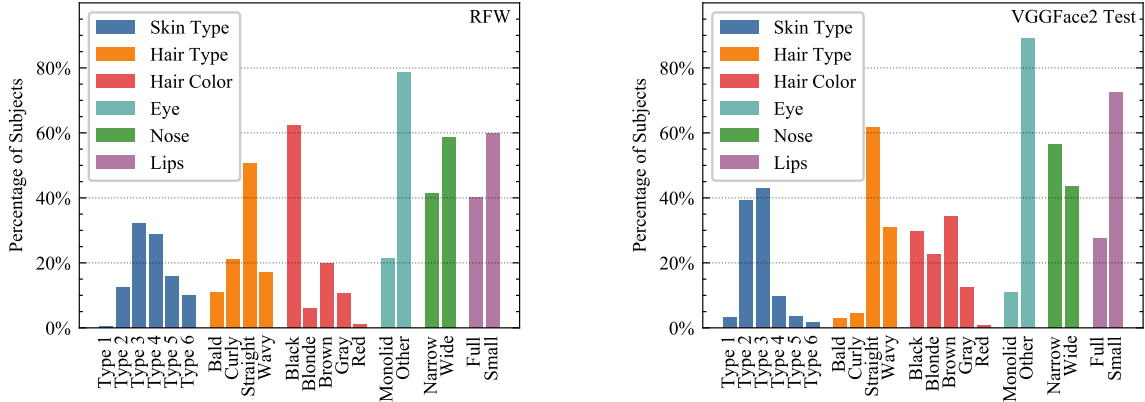 RFW
Skin Type
Hair Type
Hair Color
Eye
Nose
Lips
Percentage of Subjects
80%
60%
40%
20%
0%
Type 1
Type 2
Type 3
Type 4
Type 5
Type 6
Bald
Curly
Straight
Wavy
Black
Blonde
Brown
Gray
Red
Monolid
Other
Narrow
Wide
Full
Small
VGGFace2 Test
Skin Type
Hair Type
Hair Color
Eye
Nose
Lips
Percentage of Subjects
80%
60%
40%
20%
0%
Type 1
Type 2
Type 3
Type 4
Type 5
Type 6
Bald
Curly
Straight
Wavy
Black
Blonde
Brown
Gray
Red
Monolid
Other
Narrow
Wide
Full
Small